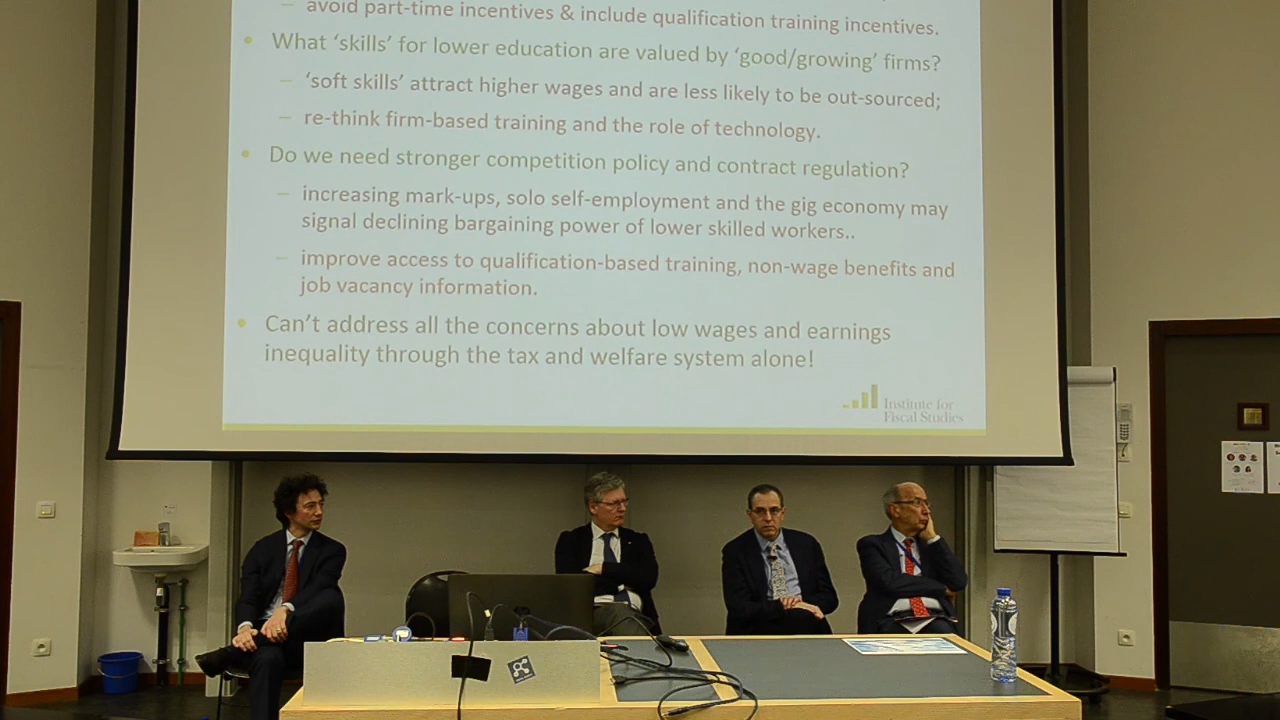 – avoid part-time incentives & include qualification training incentives.
• What ‘skills’ for lower education are valued by ‘good/growing’ firms?
– ‘soft skills’ attract higher wages and are less likely to be out-sourced;
– re-think firm-based training and the role of technology.
• Do we need stronger competition policy and contract regulation?
– increasing mark-ups, solo self-employment and the gig economy may
signal declining bargaining power of lower skilled workers..
– improve access to qualification-based training, non-wage benefits and
job vacancy information.
• Can’t address all the concerns about low wages and earnings
inequality through the tax and welfare system alone!
Institute for
Fiscal Studies